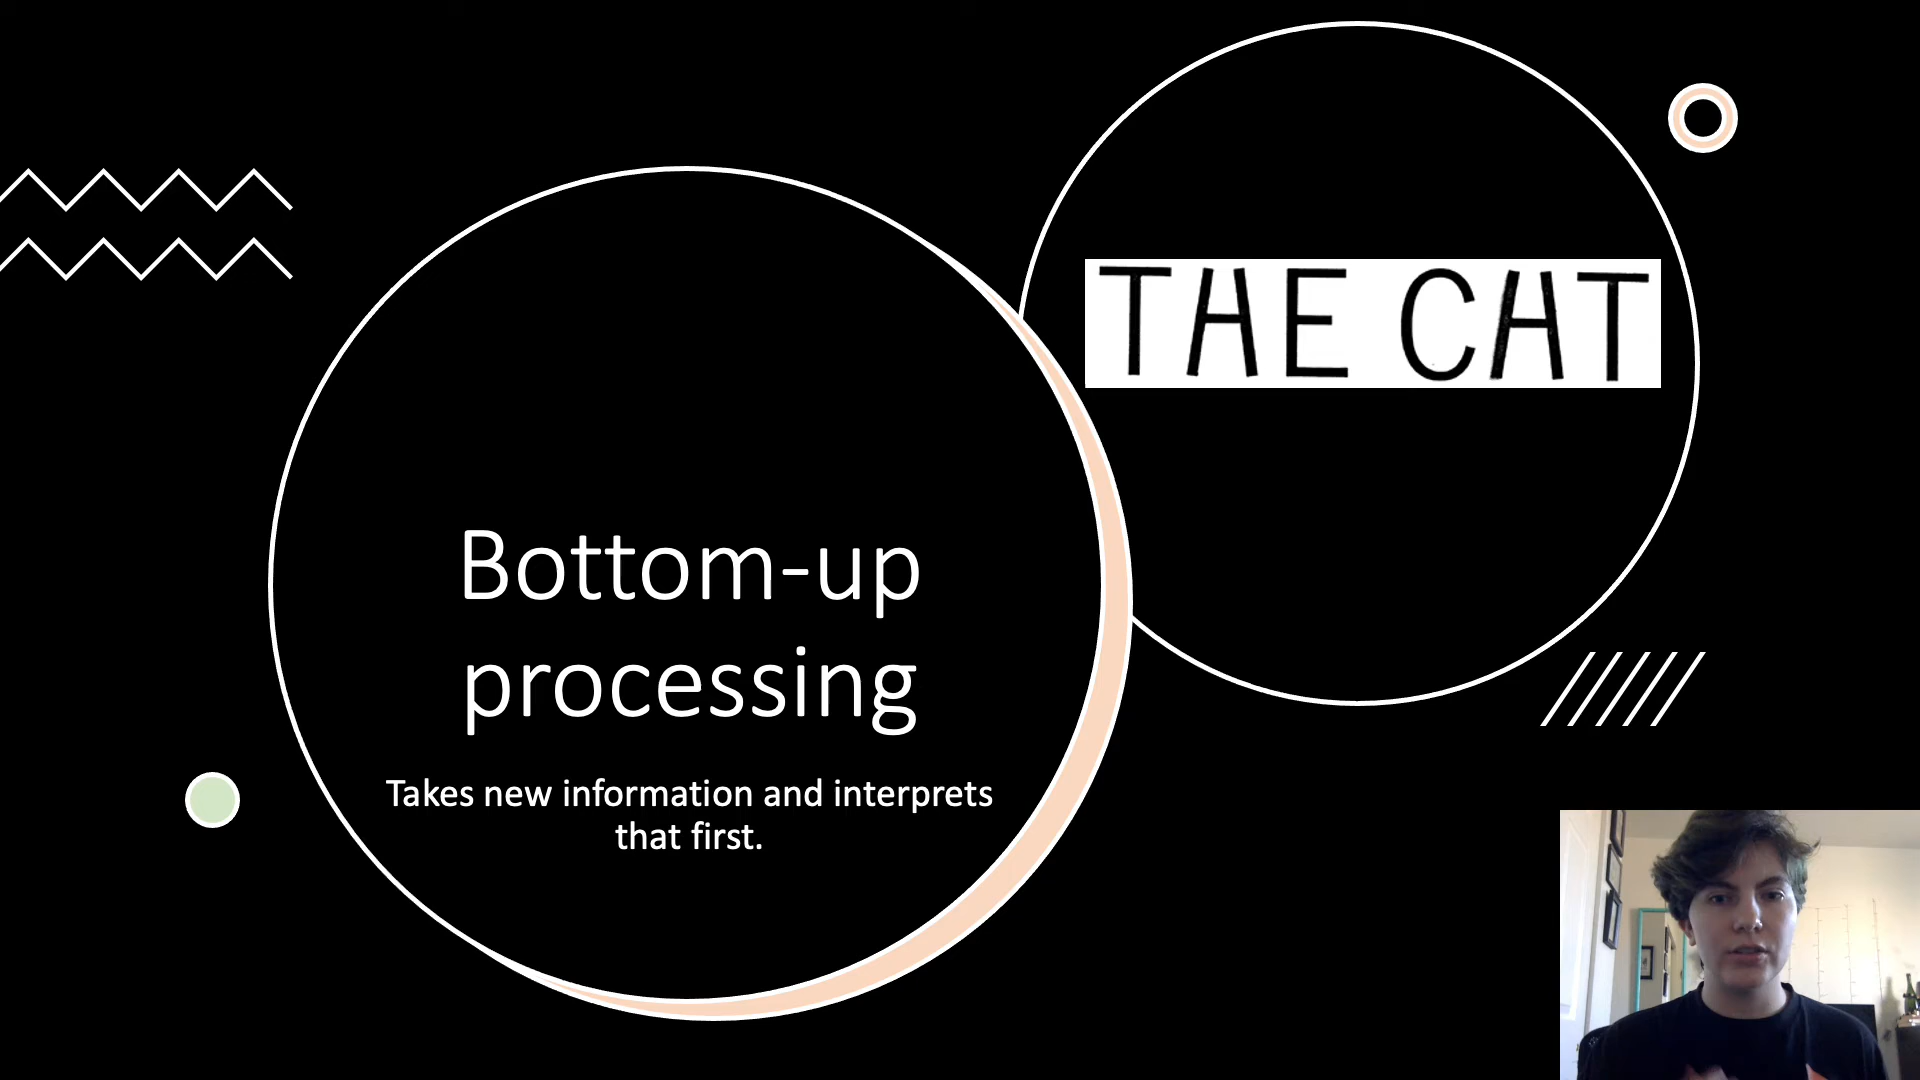 THE CAT
Bottom-up
processing
Takes new information and interprets
that first.